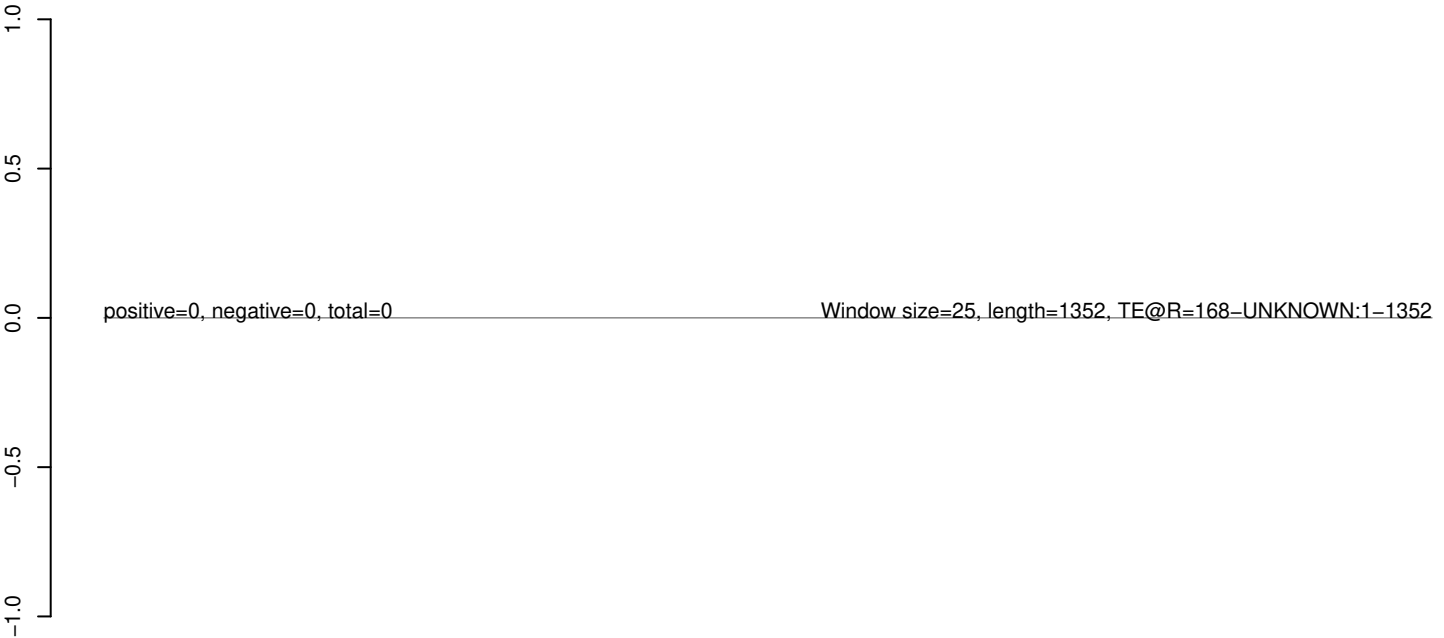 1.0
0.5
0.0
−0.5
−1.0
positive=0, negative=0, total=0
Window size=25, length=1352, TE@R=168−UNKNOWN:1−1352